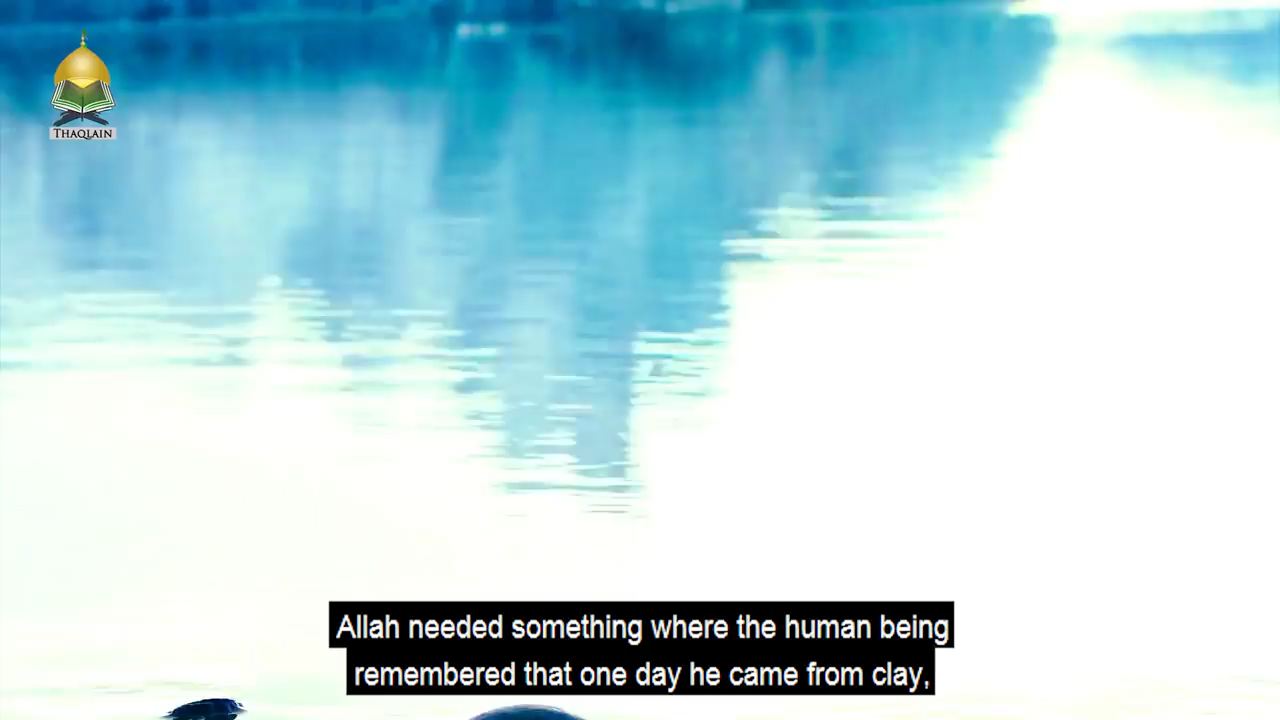 THAQLAIN
Allah needed something where the human being
remembered that one day he came from clay,